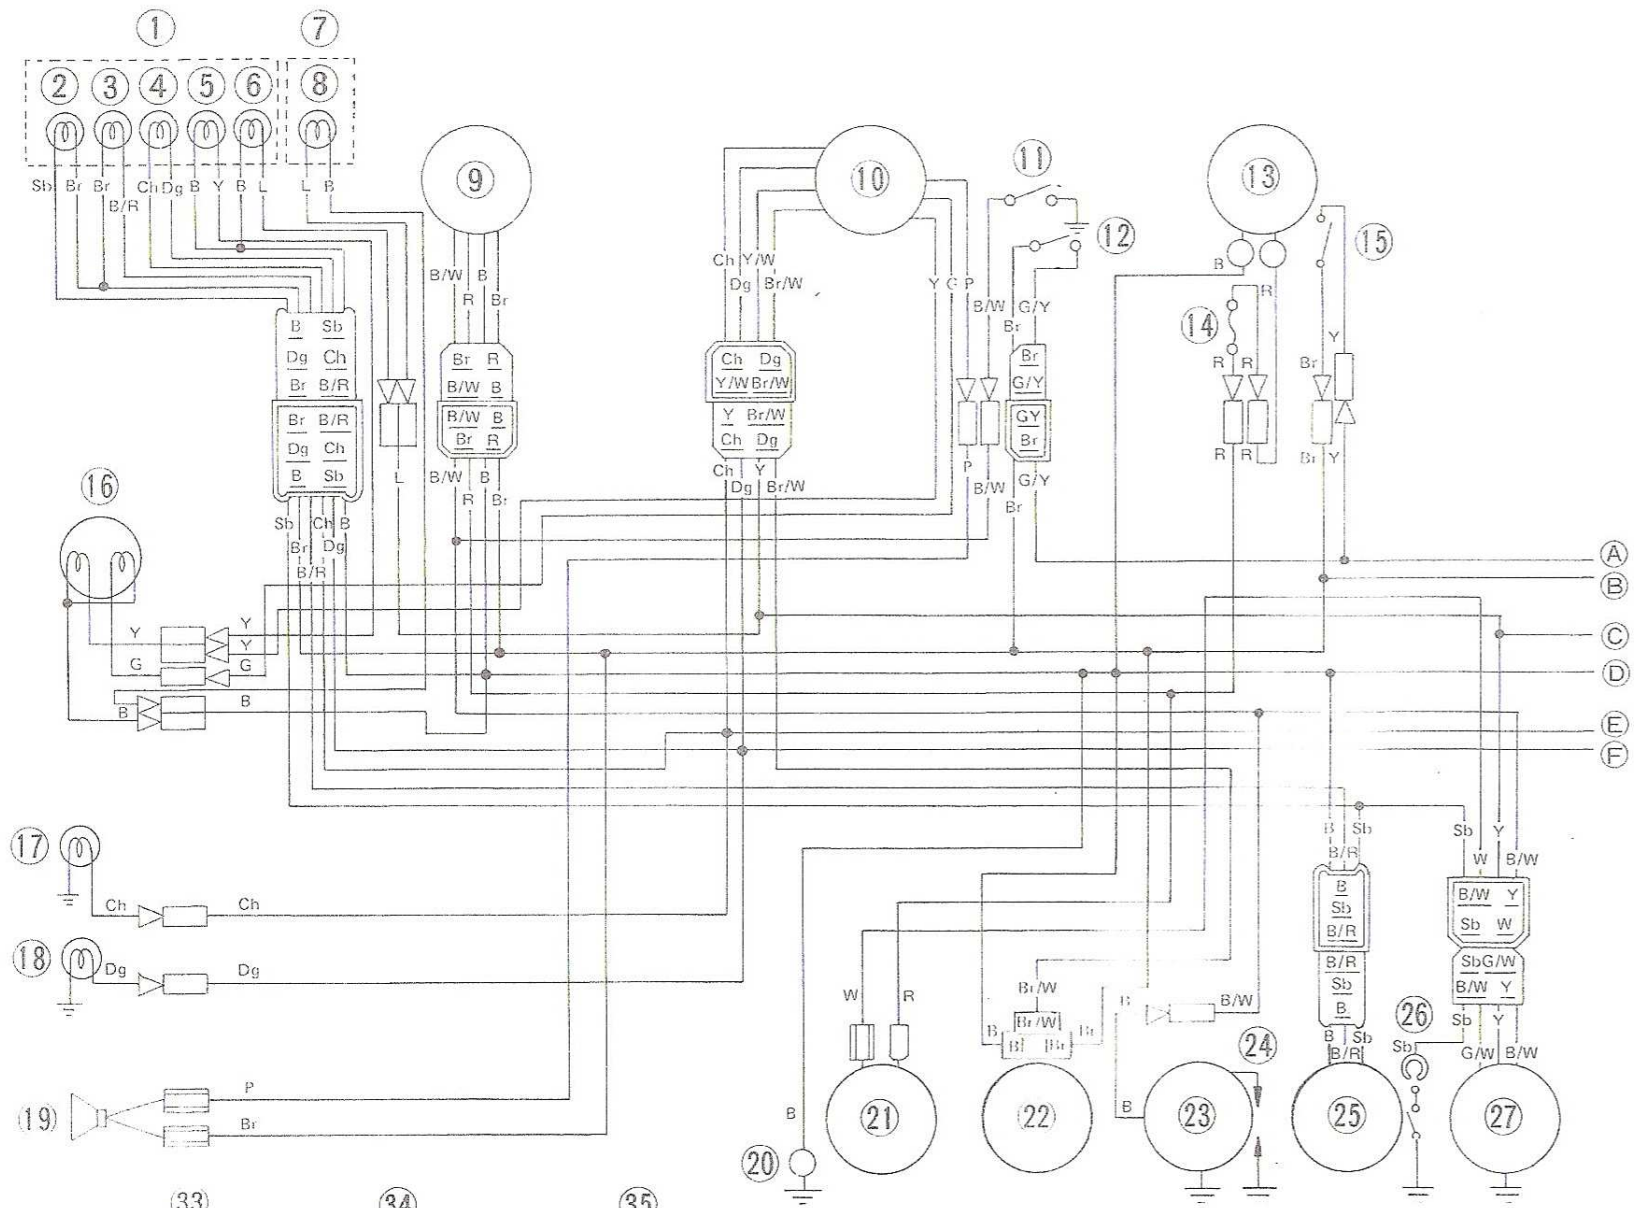 1 7
2 3 4 5 6 8
9 10 11 12 13 14 15
Sb Br Br B/R Ch Dg B Y B L L B
B/W R B Br
Ch Dg Y/W Br/W
Y G P B/W Br G/Y
B R
R R Br Y
B Sb
Dg Ch
Br B/R
Br B/R
Dg Ch
B Sb
Br R
B/W B
B/W B
Br R
Ch Dg
Y/W Br/W
Y Br/W
Ch Dg
Br
G/Y
GY
Br
L
B/W R B Br
Ch Dg Y Br/W
P B/W
G/Y
Br
R R
Br Y
16
Sb Br B/R Ch Dg B
A
B
C
D
E
F
Y Y
Y
G G
B B
17
Ch Ch
18
Dg Dg
19
P
Br
20
B
W R
21
Br/W
Br/W
B B Br Br
22
B
B/W
B
23
24
B B/R Sb
B
Sb
B/R
B/R
Sb
B
B B/R Sb
25
26
Sb
Sb W Y B/W
B/W Y
Sb W
Sb G/W
B/W Y
Sb G/W Y B/W
27
33 34 35